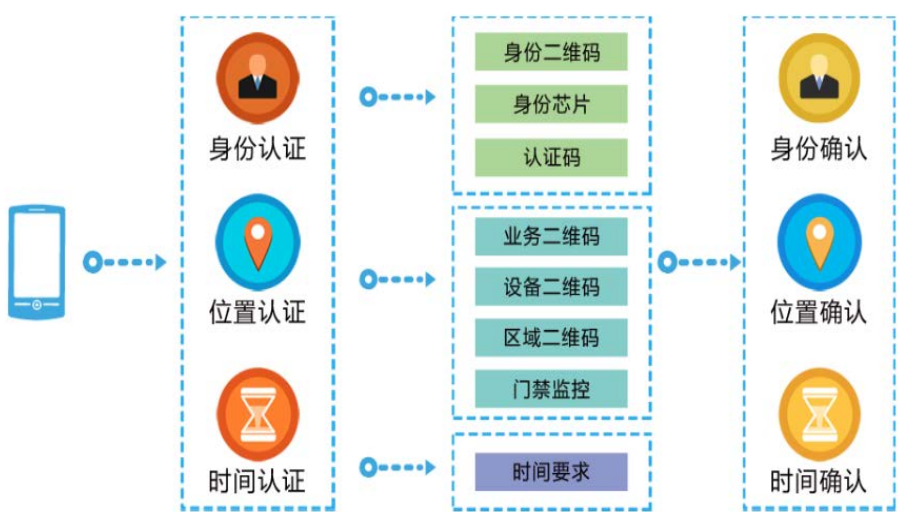 身份认证
位置认证
时间认证
身份二维码
身份芯片
认证码
业务二维码
设备二维码
区域二维码
门禁监控
时间要求
身份确认
位置确认
时间确认